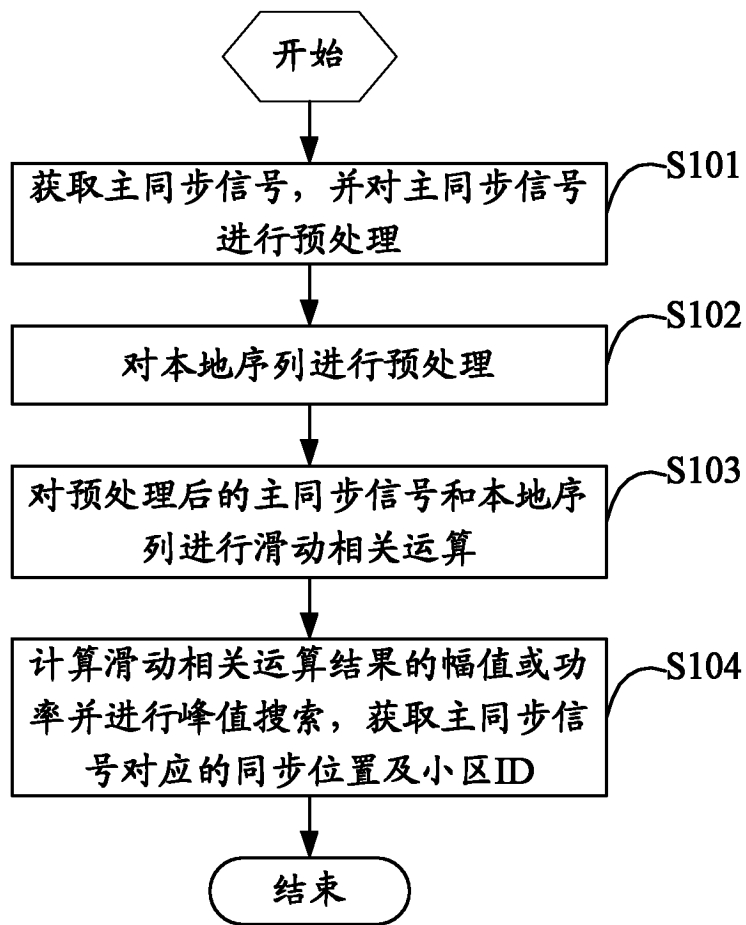 开始
获取主同步信号，并对主同步信号
进行预处理
S101
对本地序列进行预处理
S102
对预处理后的主同步信号和本地序
列进行滑动相关运算
S103
计算滑动相关运算结果的幅值或功
率并进行峰值搜索，获取主同步信
号对应的同步位置及小区ID
S104
结束